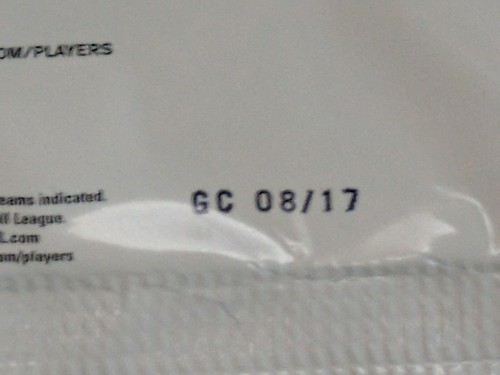 OM/PLAYERS
eams indicated.
GC 08/17
League.
L.com
om/players